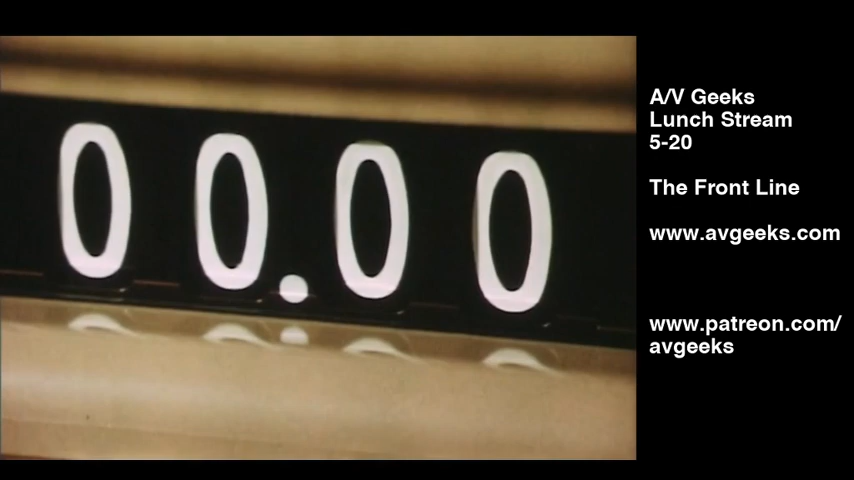 00.00
A/V Geeks
Lunch Stream
5-20
The Front Line
www.avgeeks.com
www.patreon.com/
avgeeks